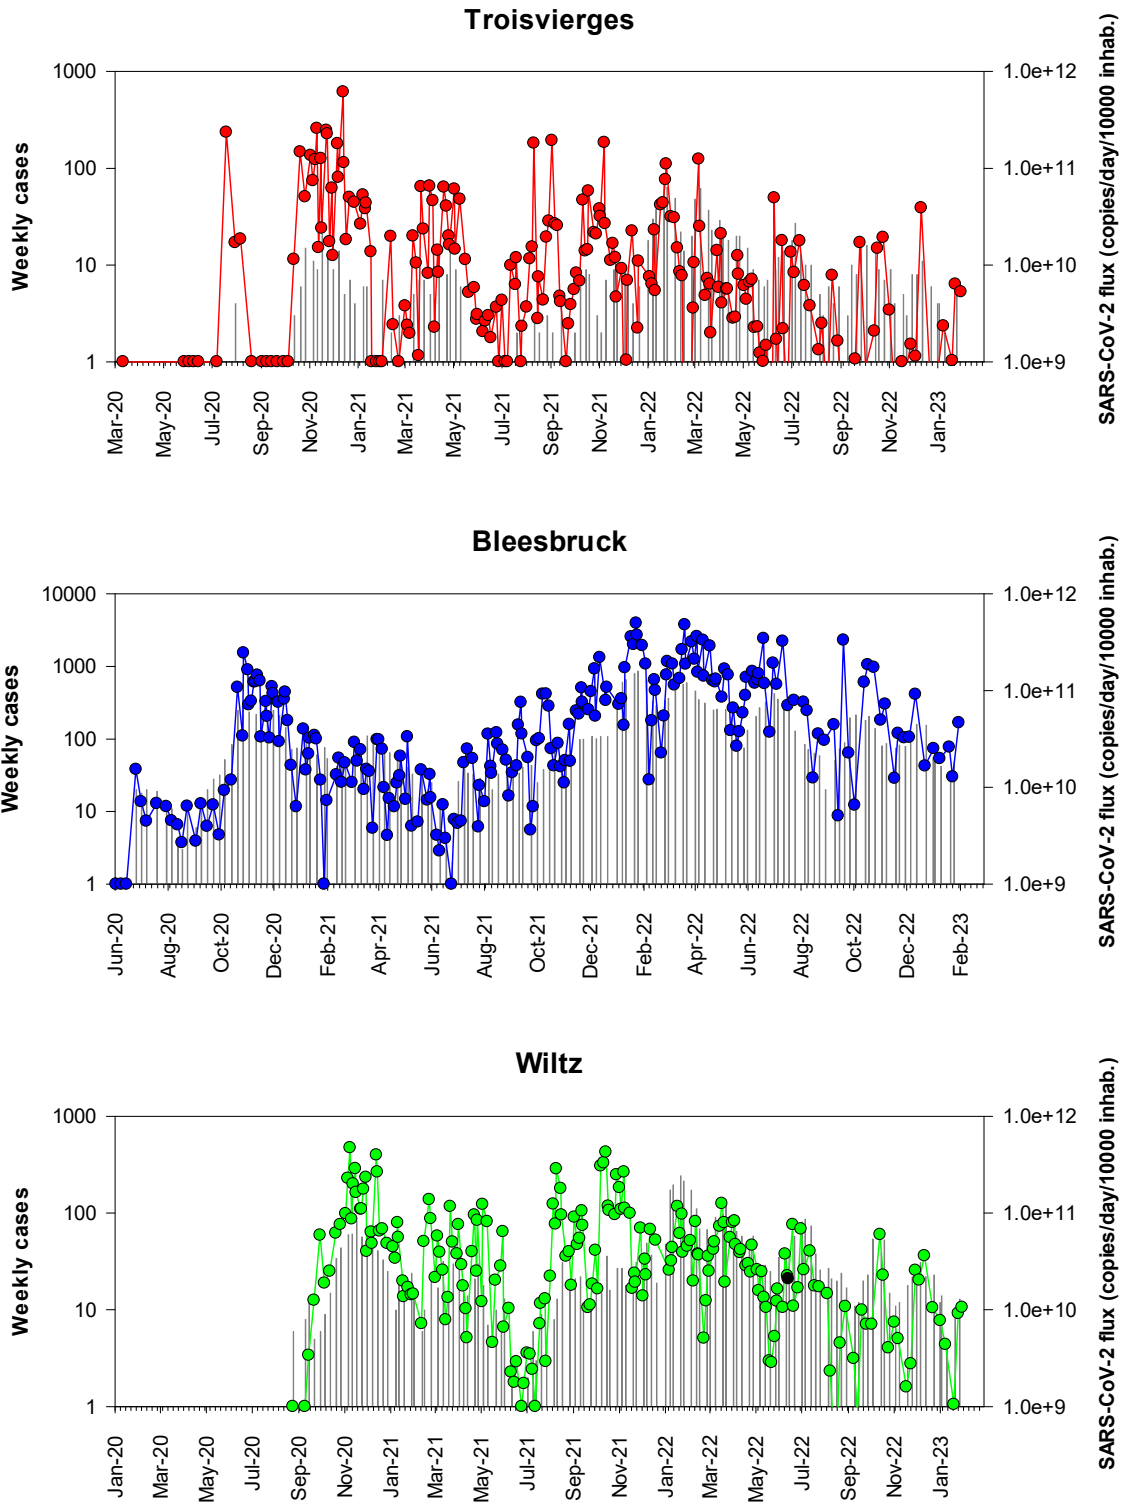 Troisvierges
Weekly cases
SARS-CoV-2 flux (copies/day/10000 inhab.)
1000
100
10
1
1.0e+12
1.0e+11
1.0e+10
1.0e+9
Mar-20
May-20
Jul-20
Sep-20
Nov-20
Jan-21
Mar-21
May-21
Jul-21
Sep-21
Nov-21
Jan-22
Mar-22
May-22
Jul-22
Sep-22
Nov-22
Jan-23
Bleesbruck
Weekly cases
SARS-CoV-2 flux (copies/day/10000 inhab.)
10000
1000
100
10
1
1.0e+12
1.0e+11
1.0e+10
1.0e+9
Jun-20
Aug-20
Oct-20
Dec-20
Feb-21
Apr-21
Jun-21
Aug-21
Oct-21
Dec-21
Feb-22
Apr-22
Jun-22
Aug-22
Oct-22
Dec-22
Feb-23
Wiltz
Weekly cases
SARS-CoV-2 flux (copies/day/10000 inhab.)
1000
100
10
1
1.0e+12
1.0e+11
1.0e+10
1.0e+9
Jan-20
Mar-20
May-20
Jul-20
Sep-20
Nov-20
Jan-21
Mar-21
May-21
Jul-21
Sep-21
Nov-21
Jan-22
Mar-22
May-22
Jul-22
Sep-22
Nov-22
Jan-23